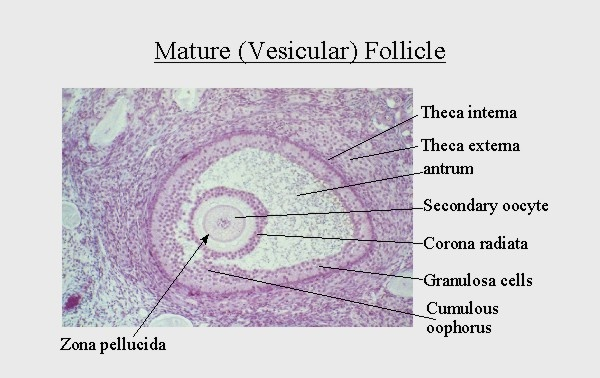 Mature (Vesicular) Follicle
Theca interna
Theca externa
antrum
Secondary oocyte
Corona radiata
Granulosa cells
Cumulous
oophorus
Zona pellucida